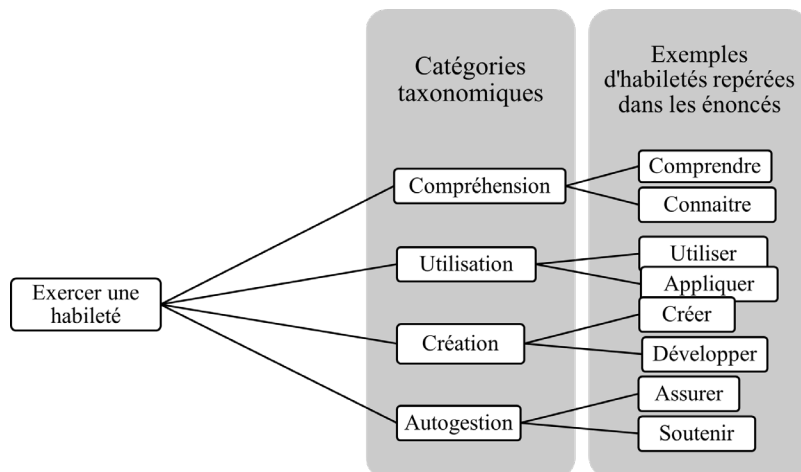 Catégories
taxonomiques
Exemples
d'habiletés repérées
dans les énoncés
Exercer une
habileté
Compréhension
Comprendre
Connaitre
Utilisation
Utiliser
Appliquer
Création
Créer
Développer
Autogestion
Assurer
Soutenir